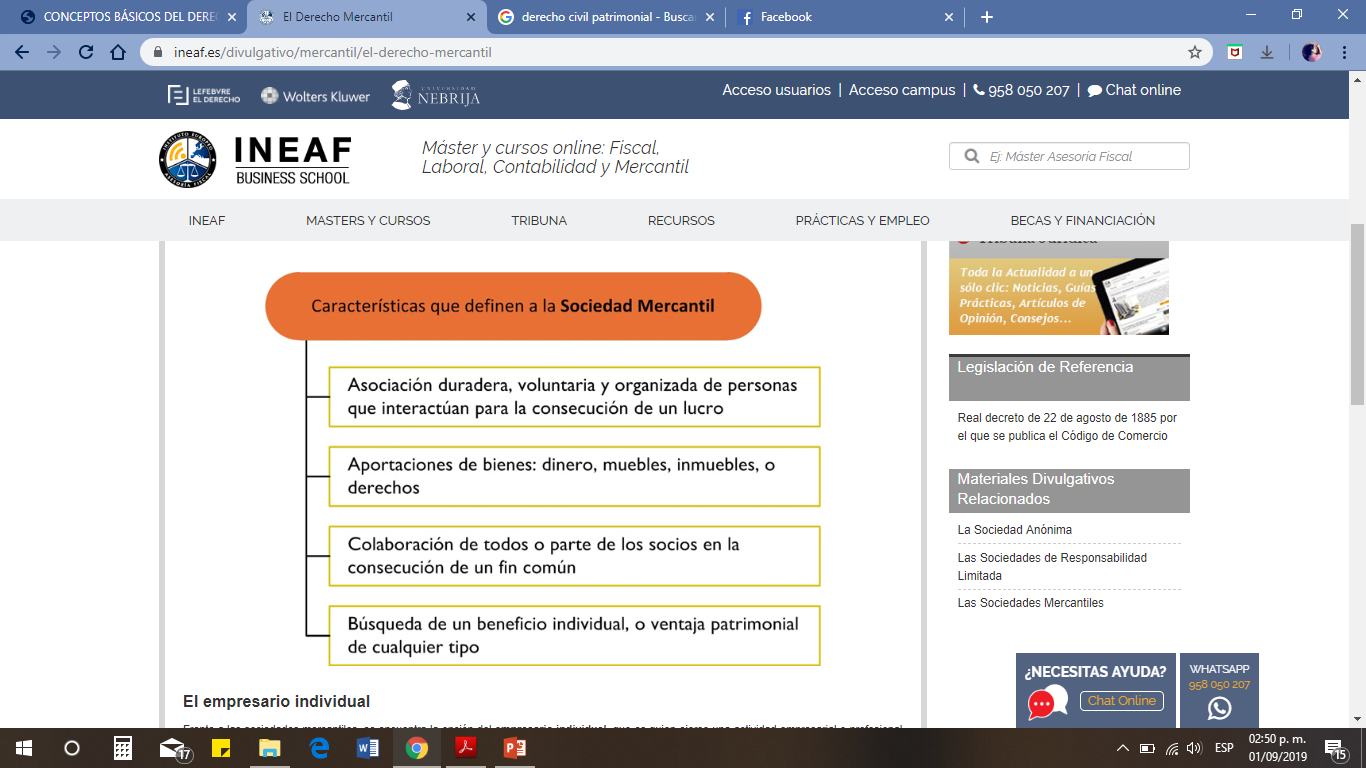 CONCEPTOS BÁSICOS DEL DERE
El Derecho Mercantil
derecho civil patrimonial - Busca
Facebook
ineaf.es/divulgativo/mercantil/el-derecho-mercantil
LEFEBVRE
EL DERECHO
Wolters Kluwer
UNIVERSIDAD
NEBRIJA
Acceso usuarios | Acceso campus | 958 050 207 | Chat online
INEAF
BUSINESS SCHOOL
Máster y cursos online: Fiscal,
Laboral, Contabilidad y Mercantil
Ej: Máster Asesoria Fiscal
INEAF MASTERS Y CURSOS TRIBUNA RECURSOS PRÁCTICAS Y EMPLEO BECAS Y FINANCIACIÓN
Características que definen a la Sociedad Mercantil
Asociación duradera, voluntaria y organizada de personas
que interactúan para la consecución de un lucro
Aportaciones de bienes: dinero, muebles, inmuebles, o
derechos
Colaboración de todos o parte de los socios en la
consecución de un fin común
Búsqueda de un beneficio individual, o ventaja patrimonial
de cualquier tipo
El empresario individual
Tribuna Jurídica
Toda la Actualidad a un
sólo clic: Noticias, Guías
Prácticas, Artículos de
Opinión, Consejos...
Legislación de Referencia
Real decreto de 22 de agosto de 1885 por
el que se publica el Código de Comercio
Materiales Divulgativos
Relacionados
La Sociedad Anónima
Las Sociedades de Responsabilidad
Limitada
Las Sociedades Mercantiles
¿NECESITAS AYUDA?
Chat Online
WHATSAPP
958 050 207
17
ESP
02:50 p. m.
01/09/2019
15